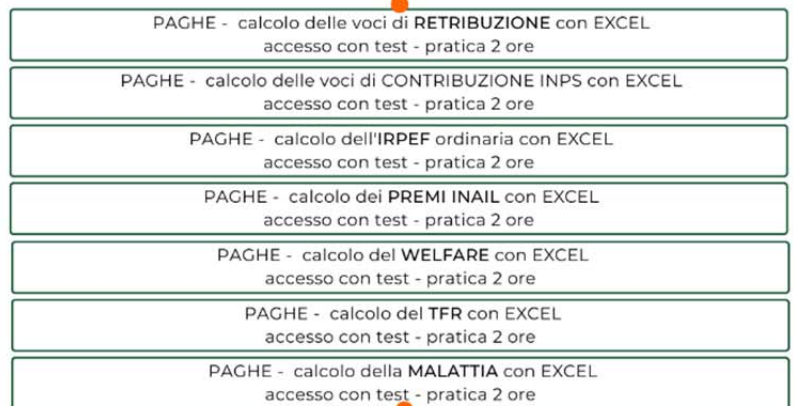 PAGHE - calcolo delle voci di RETRIBUZIONE con EXCEL
accesso con test - pratica 2 ore
PAGHE - calcolo delle voci di CONTRIBUZIONE INPS con EXCEL
accesso con test - pratica 2 ore
PAGHE - calcolo dell'IRPEF ordinaria con EXCEL
accesso con test - pratica 2 ore
PAGHE - calcolo dei PREMI INAIL con EXCEL
accesso con test - pratica 2 ore
PAGHE - calcolo del WELFARE con EXCEL
accesso con test - pratica 2 ore
PAGHE - calcolo del TFR con EXCEL
accesso con test - pratica 2 ore
PAGHE - calcolo della MALATTIA con EXCEL
accesso con test - pratica 2 ore